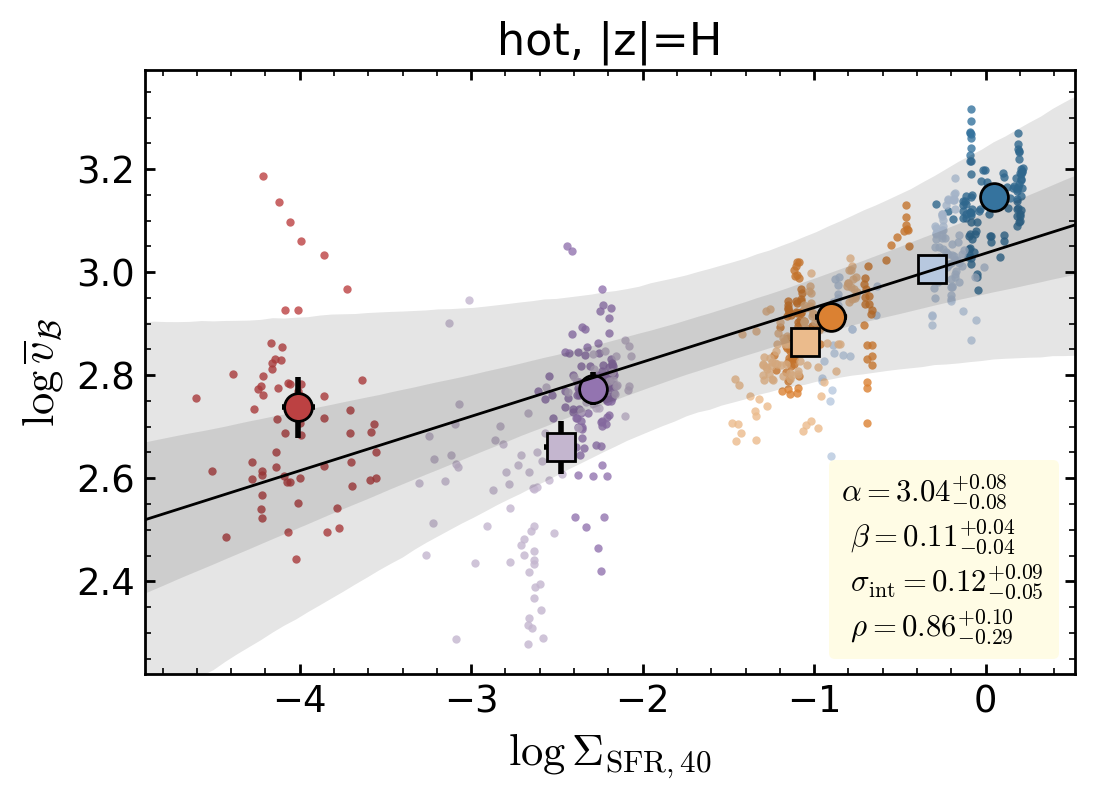 hot, |z|=H
log v̅_ℬ
3.2
3.0
2.8
2.6
2.4
α = 3.04^{+0.08}_{−0.08}
β = 0.11^{+0.04}_{−0.04}
σ_int = 0.12^{+0.09}_{−0.05}
ρ = 0.86^{+0.10}_{−0.29}
−4 −3 −2 −1 0
log Σ_{SFR, 40}